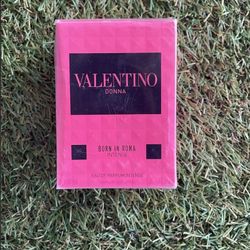 VALENTINO
DONNA
BORN IN ROMA
INTENSE
EAU DE PARFUM INTENSE